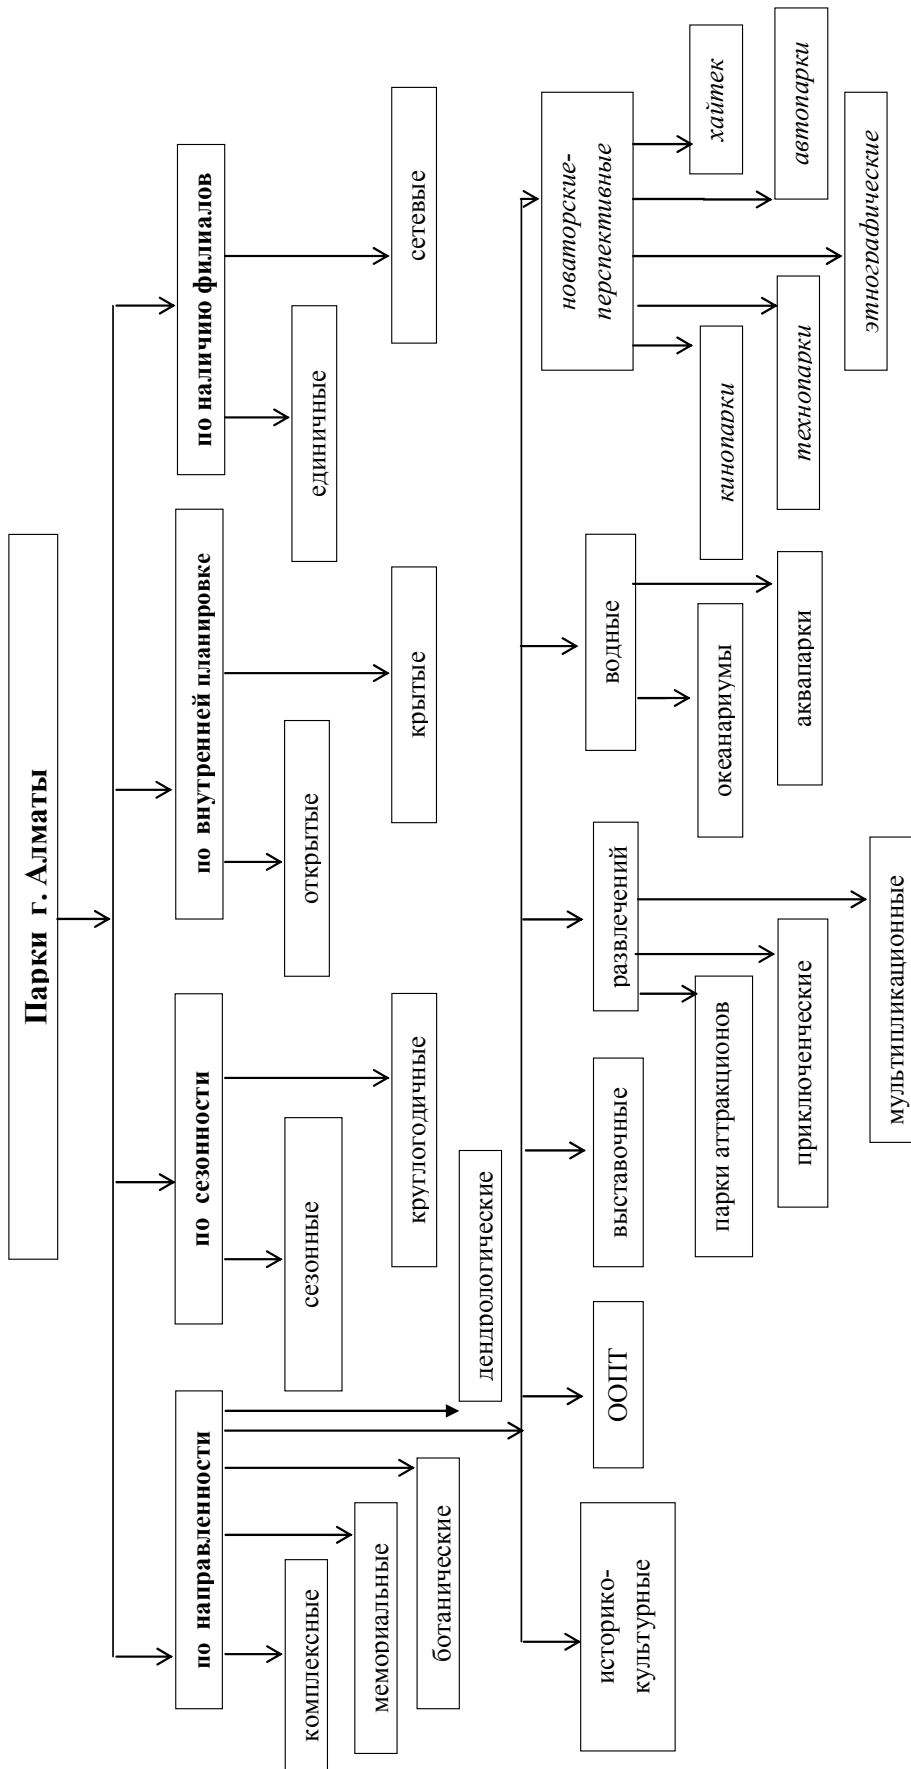 Парки г. Алматы
по направленности
по сезонности
по внутренней планировке
по наличию филиалов
комплексные
мемориальные
ботанические
дендрологические
сезонные
круглогодичные
открытые
крытые
единичные
сетевые
историко-
культурные
ООПТ
выставочные
развлечений
парки аттракционов
приключенческие
мультипликационные
водные
океанариумы
аквапарки
новаторские-
перспективные
кинопарки
технопарки
этнографические
автопарки
хайтек